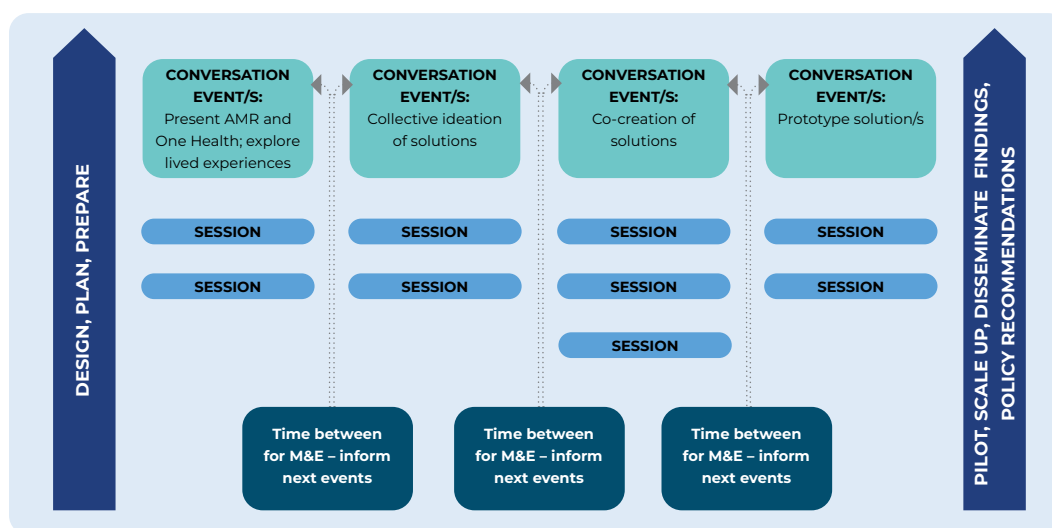 DESIGN, PLAN, PREPARE
CONVERSATION
EVENT/S:
Present AMR and
One Health; explore
lived experiences
CONVERSATION
EVENT/S:
Collective ideation
of solutions
CONVERSATION
EVENT/S:
Co-creation of
solutions
CONVERSATION
EVENT/S:
Prototype solution/s
SESSION
SESSION
SESSION
SESSION
SESSION
SESSION
SESSION
SESSION
SESSION
Time between
for M&E – inform
next events
Time between
for M&E – inform
next events
Time between
for M&E – inform
next events
PILOT, SCALE UP, DISSEMINATE FINDINGS,
POLICY RECOMMENDATIONS